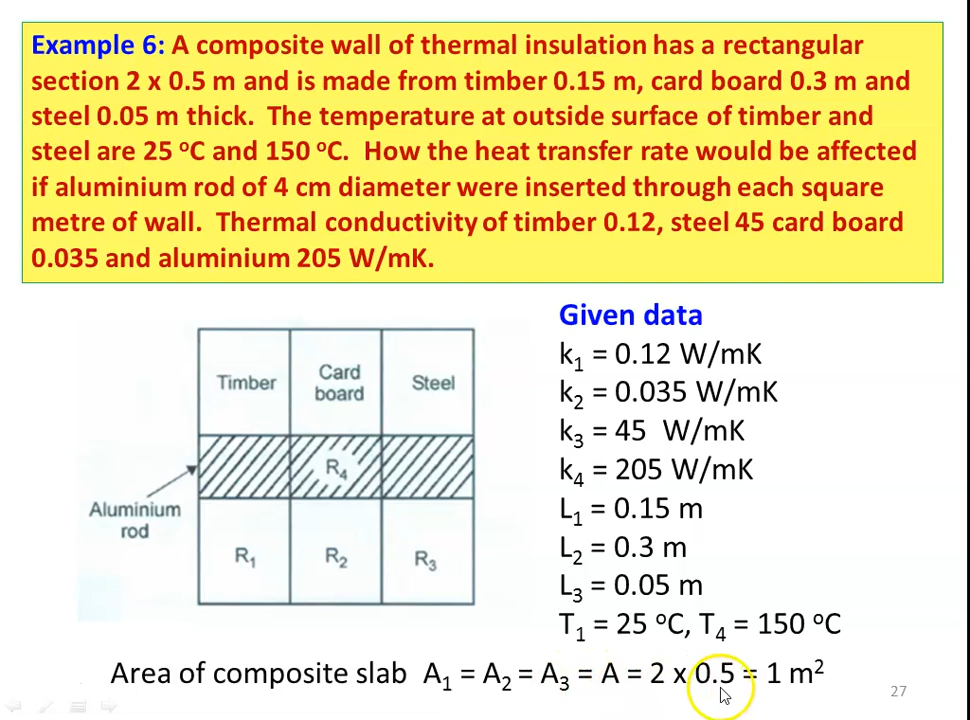 Example 6: A composite wall of thermal insulation has a rectangular
section 2 x 0.5 m and is made from timber 0.15 m, card board 0.3 m and
steel 0.05 m thick. The temperature at outside surface of timber and
steel are 25 ºC and 150 ºC. How the heat transfer rate would be affected
if aluminium rod of 4 cm diameter were inserted through each square
metre of wall. Thermal conductivity of timber 0.12, steel 45 card board
0.035 and aluminium 205 W/mK.
Timber
Card
board
Steel
R₄
Aluminium
rod
R₁
R₂
R₃
Given data
k₁ = 0.12 W/mK
k₂ = 0.035 W/mK
k₃ = 45 W/mK
k₄ = 205 W/mK
L₁ = 0.15 m
L₂ = 0.3 m
L₃ = 0.05 m
T₁ = 25 ºC, T₄ = 150 ºC
Area of composite slab A₁ = A₂ = A₃ = A = 2 x 0.5 = 1 m²
27